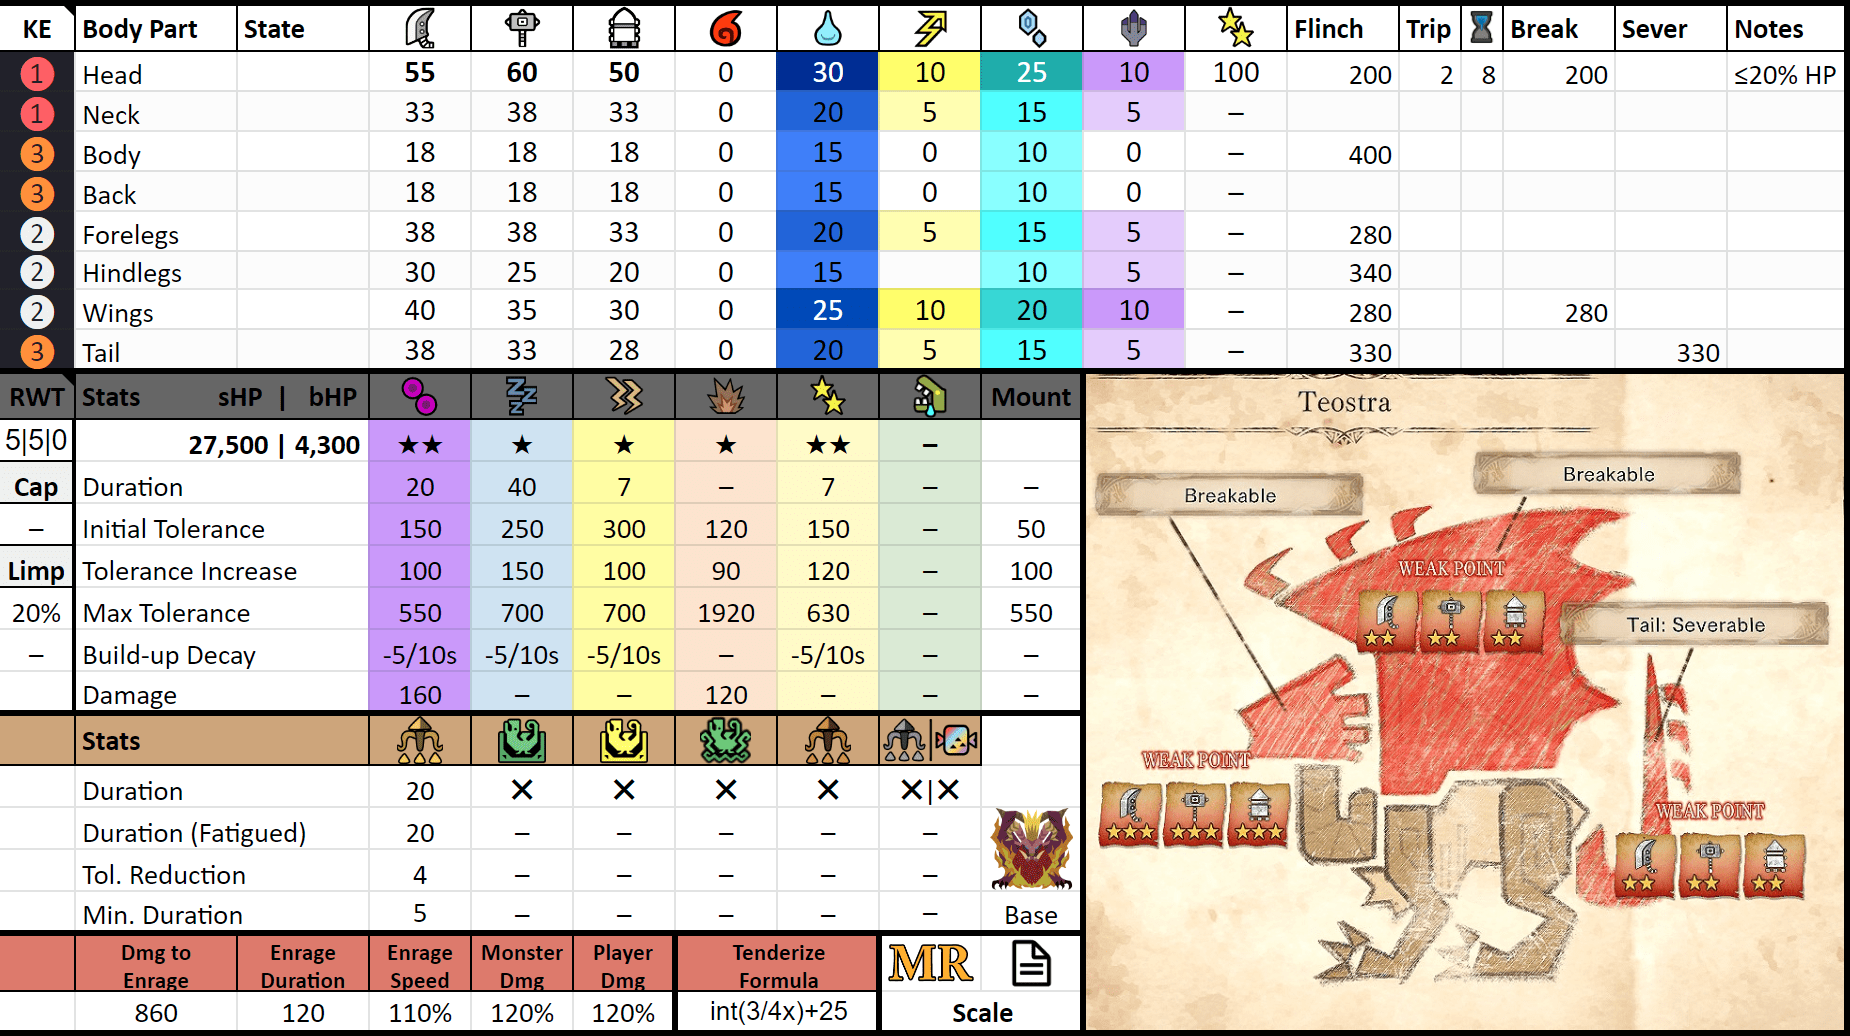 KE Body Part State Flinch Trip Break Sever Notes
1 Head 55 60 50 0 30 10 25 10 100 200 2 8 200 ≤20% HP
1 Neck 33 38 33 0 20 5 15 5 –
3 Body 18 18 18 0 15 0 10 0 – 400
3 Back 18 18 18 0 15 0 10 0 –
2 Forelegs 38 38 33 0 20 5 15 5 – 280
2 Hindlegs 30 25 20 0 15 10 5 – 340
2 Wings 40 35 30 0 25 10 20 10 – 280 280
3 Tail 38 33 28 0 20 5 15 5 – 330 330
RWT Stats sHP | bHP Mount
5|5|0 27,500 | 4,300 ★★ ★ ★ ★ ★★ –
Cap Duration 20 40 7 – 7 – –
– Initial Tolerance 150 250 300 120 150 – 50
Limp Tolerance Increase 100 150 100 90 120 – 100
20% Max Tolerance 550 700 700 1920 630 – 550
– Build-up Decay -5/10s -5/10s -5/10s – -5/10s – –
Damage 160 – – 120 – – –
Stats
Duration 20 ✕ ✕ ✕ ✕ ✕|✕
Duration (Fatigued) 20 – – – – –
Tol. Reduction 4 – – – – –
Min. Duration 5 – – – – – Base
Dmg to Enrage Enrage Duration Enrage Speed Monster Dmg Player Dmg Tenderize Formula MR
860 120 110% 120% 120% int(3/4x)+25 Scale
Teostra
Breakable
Breakable
WEAK POINT
Tail: Severable
WEAK POINT
WEAK POINT